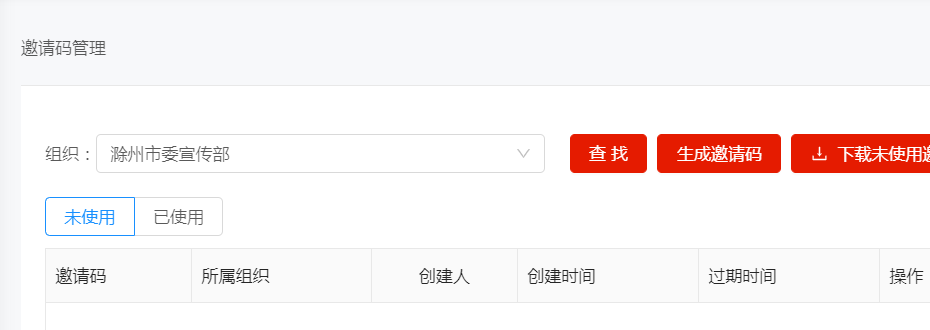 邀请码管理
组织：滁州市委宣传部 查 找 生成邀请码 下载未使用
未使用 已使用
邀请码 所属组织 创建人 创建时间 过期时间 操作